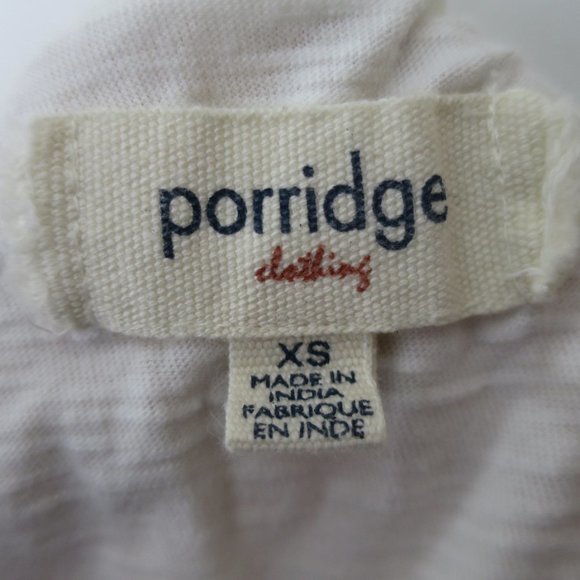 porridge
clothing
XS
MADE IN
INDIA
FABRIQUE
EN INDE